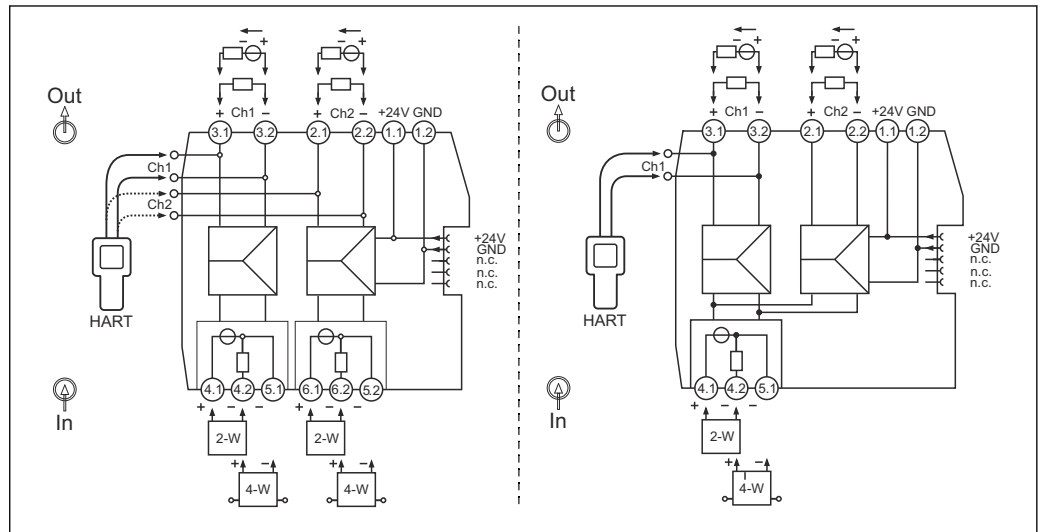 − + − +
+ Ch1 − + Ch2 − +24V GND
Out
3.1 3.2 2.1 2.2 1.1 1.2
Ch1
Ch2
+24V
GND
n.c.
n.c.
n.c.
HART
4.1 4.2 5.1 6.1 6.2 5.2
+ − − + − −
In
2-W 2-W
+ − + −
4-W 4-W
− + − +
+ Ch1 − + Ch2 − +24V GND
Out
3.1 3.2 2.1 2.2 1.1 1.2
Ch1
+24V
GND
n.c.
n.c.
n.c.
HART
4.1 4.2 5.1
+ − −
In
2-W
+ −
4-W